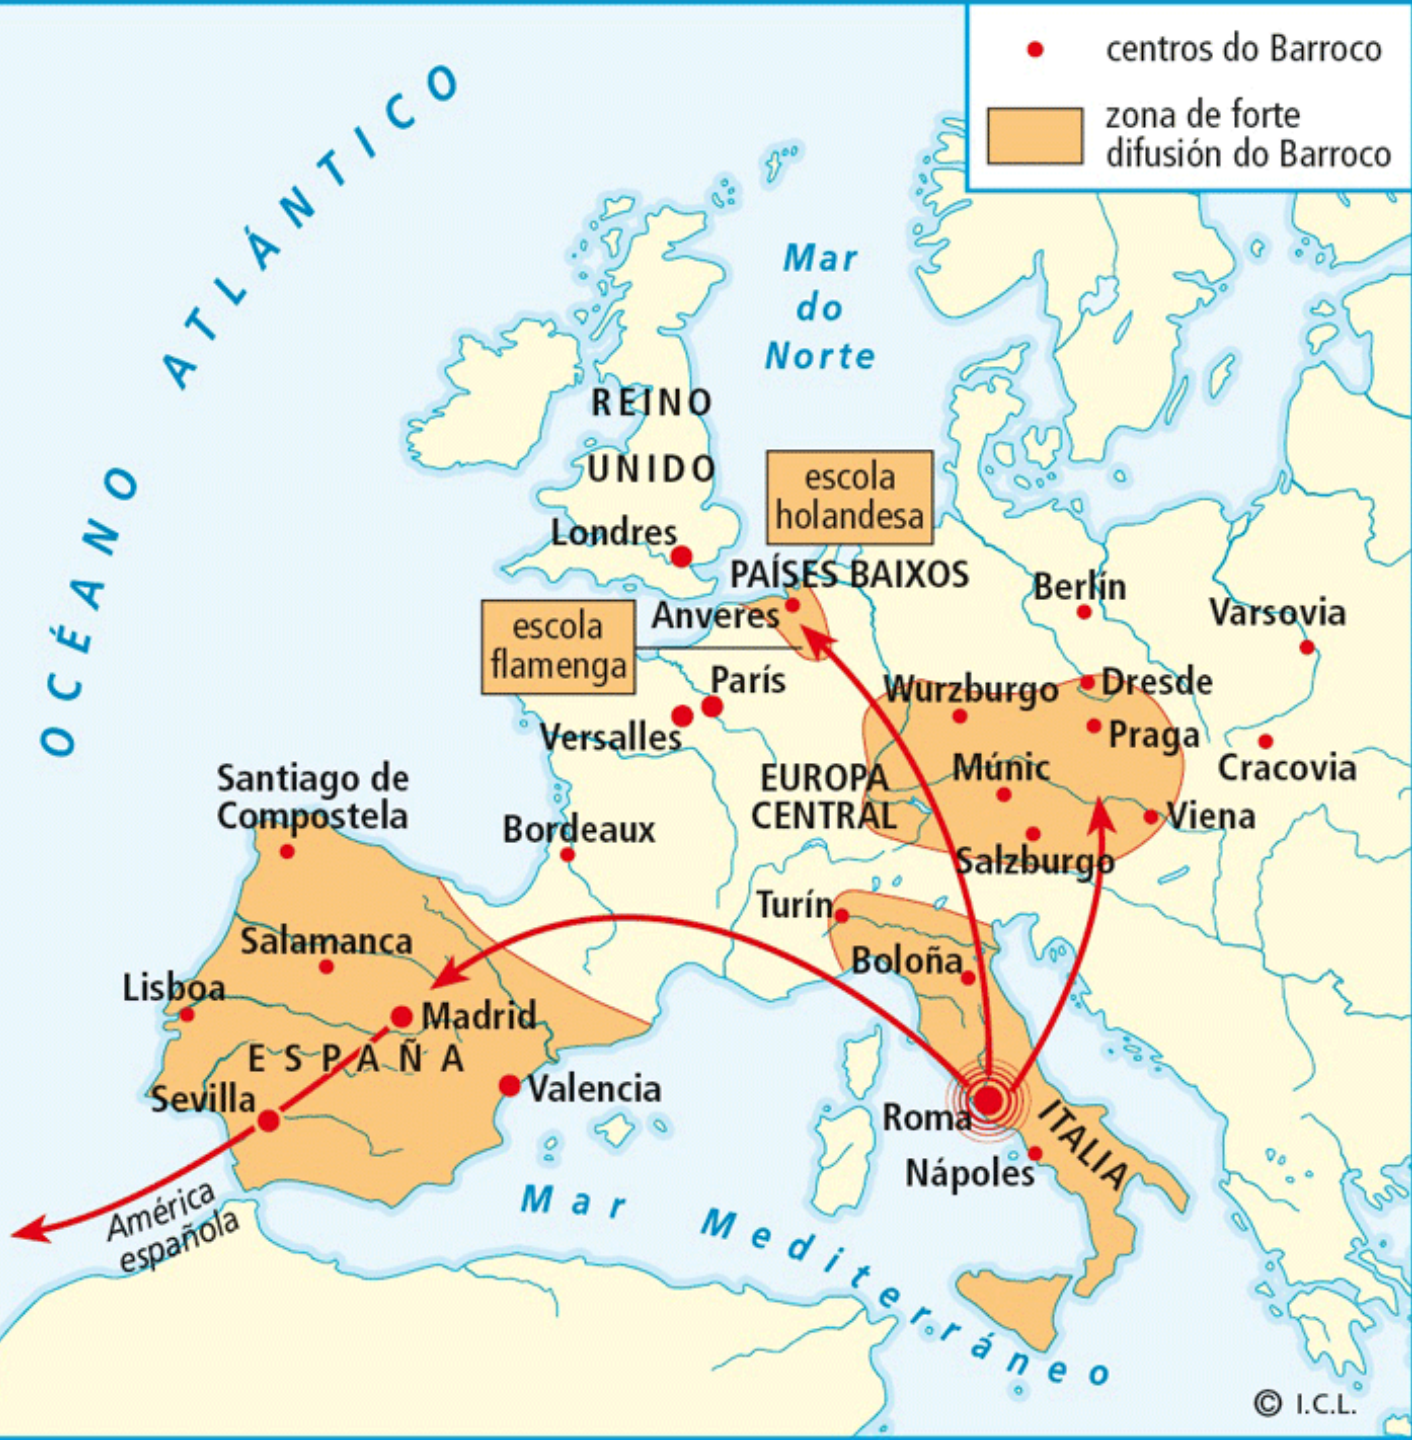 centros do Barroco
zona de forte
difusión do Barroco
OCÉANO ATLÁNTICO
Mar
do
Norte
REINO
UNIDO
Londres
escola
holandesa
PAÍSES BAIXOS
Anveres
escola
flamenga
Berlín
Varsovia
París
Versalles
Wurzburgo
Dresde
Praga
Cracovia
EUROPA
CENTRAL
Múnic
Viena
Salzburgo
Santiago de
Compostela
Bordeaux
Turín
Boloña
Salamanca
Lisboa
Madrid
ESPAÑA
Sevilla
Valencia
Roma
Nápoles
ITALIA
América
española
Mar Mediterráneo
© I.C.L.